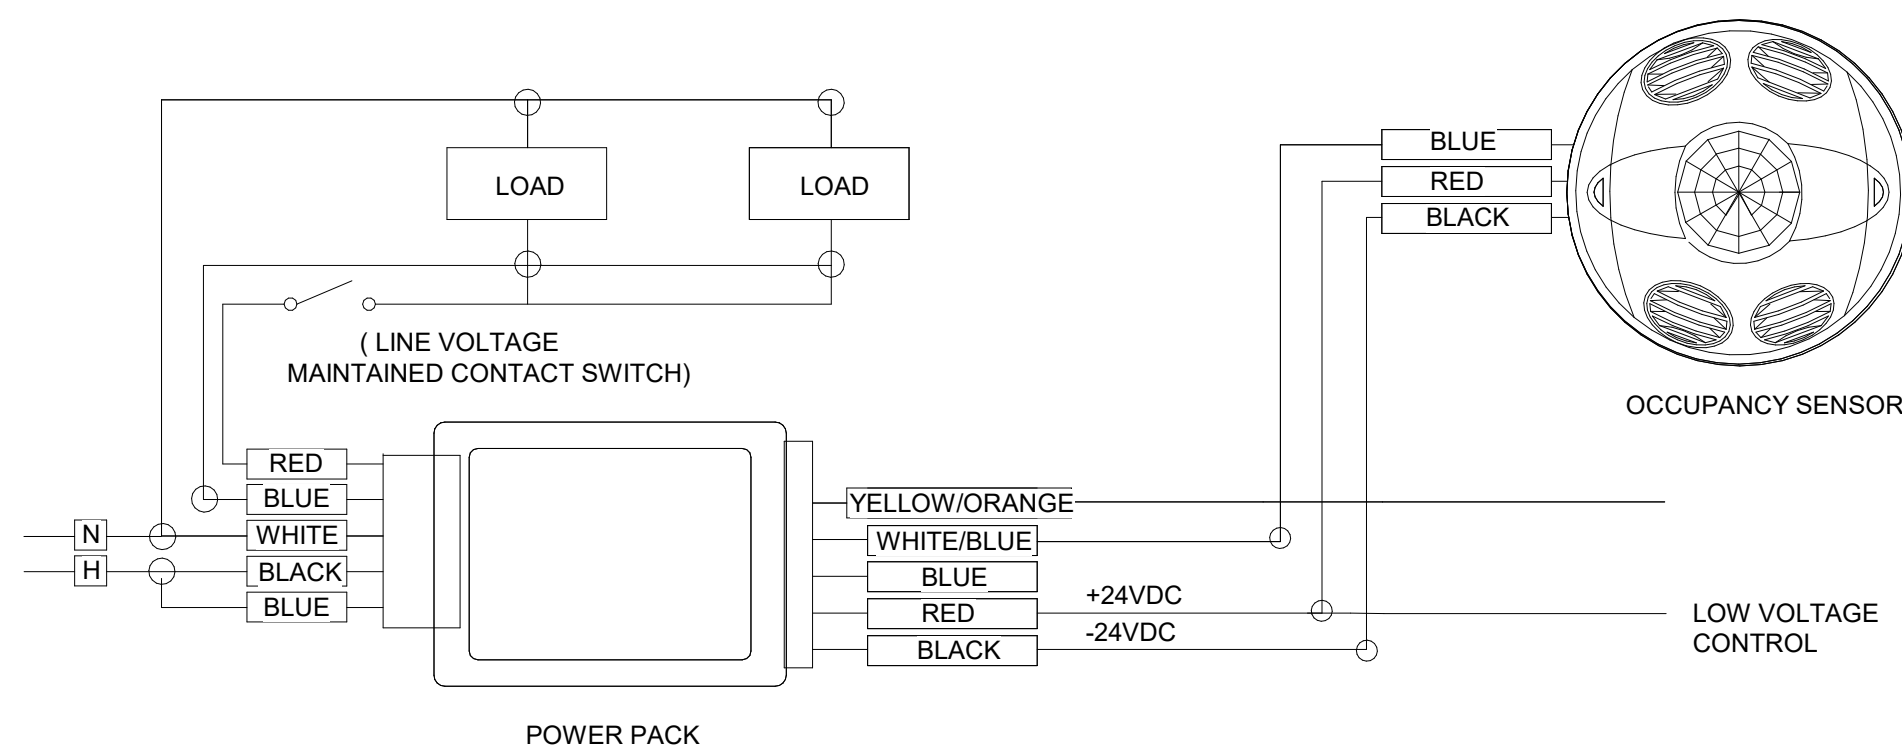 BLUE
LOAD
LOAD
RED
BLACK
( LINE VOLTAGE
MAINTAINED CONTACT SWITCH)
OCCUPANCY SENSOR
RED
BLUE
YELLOW/ORANGE
N
WHITE
WHITE/BLUE
H
BLACK
BLUE
BLUE
+24VDC
RED
LOW VOLTAGE
CONTROL
-24VDC
BLACK
POWER PACK